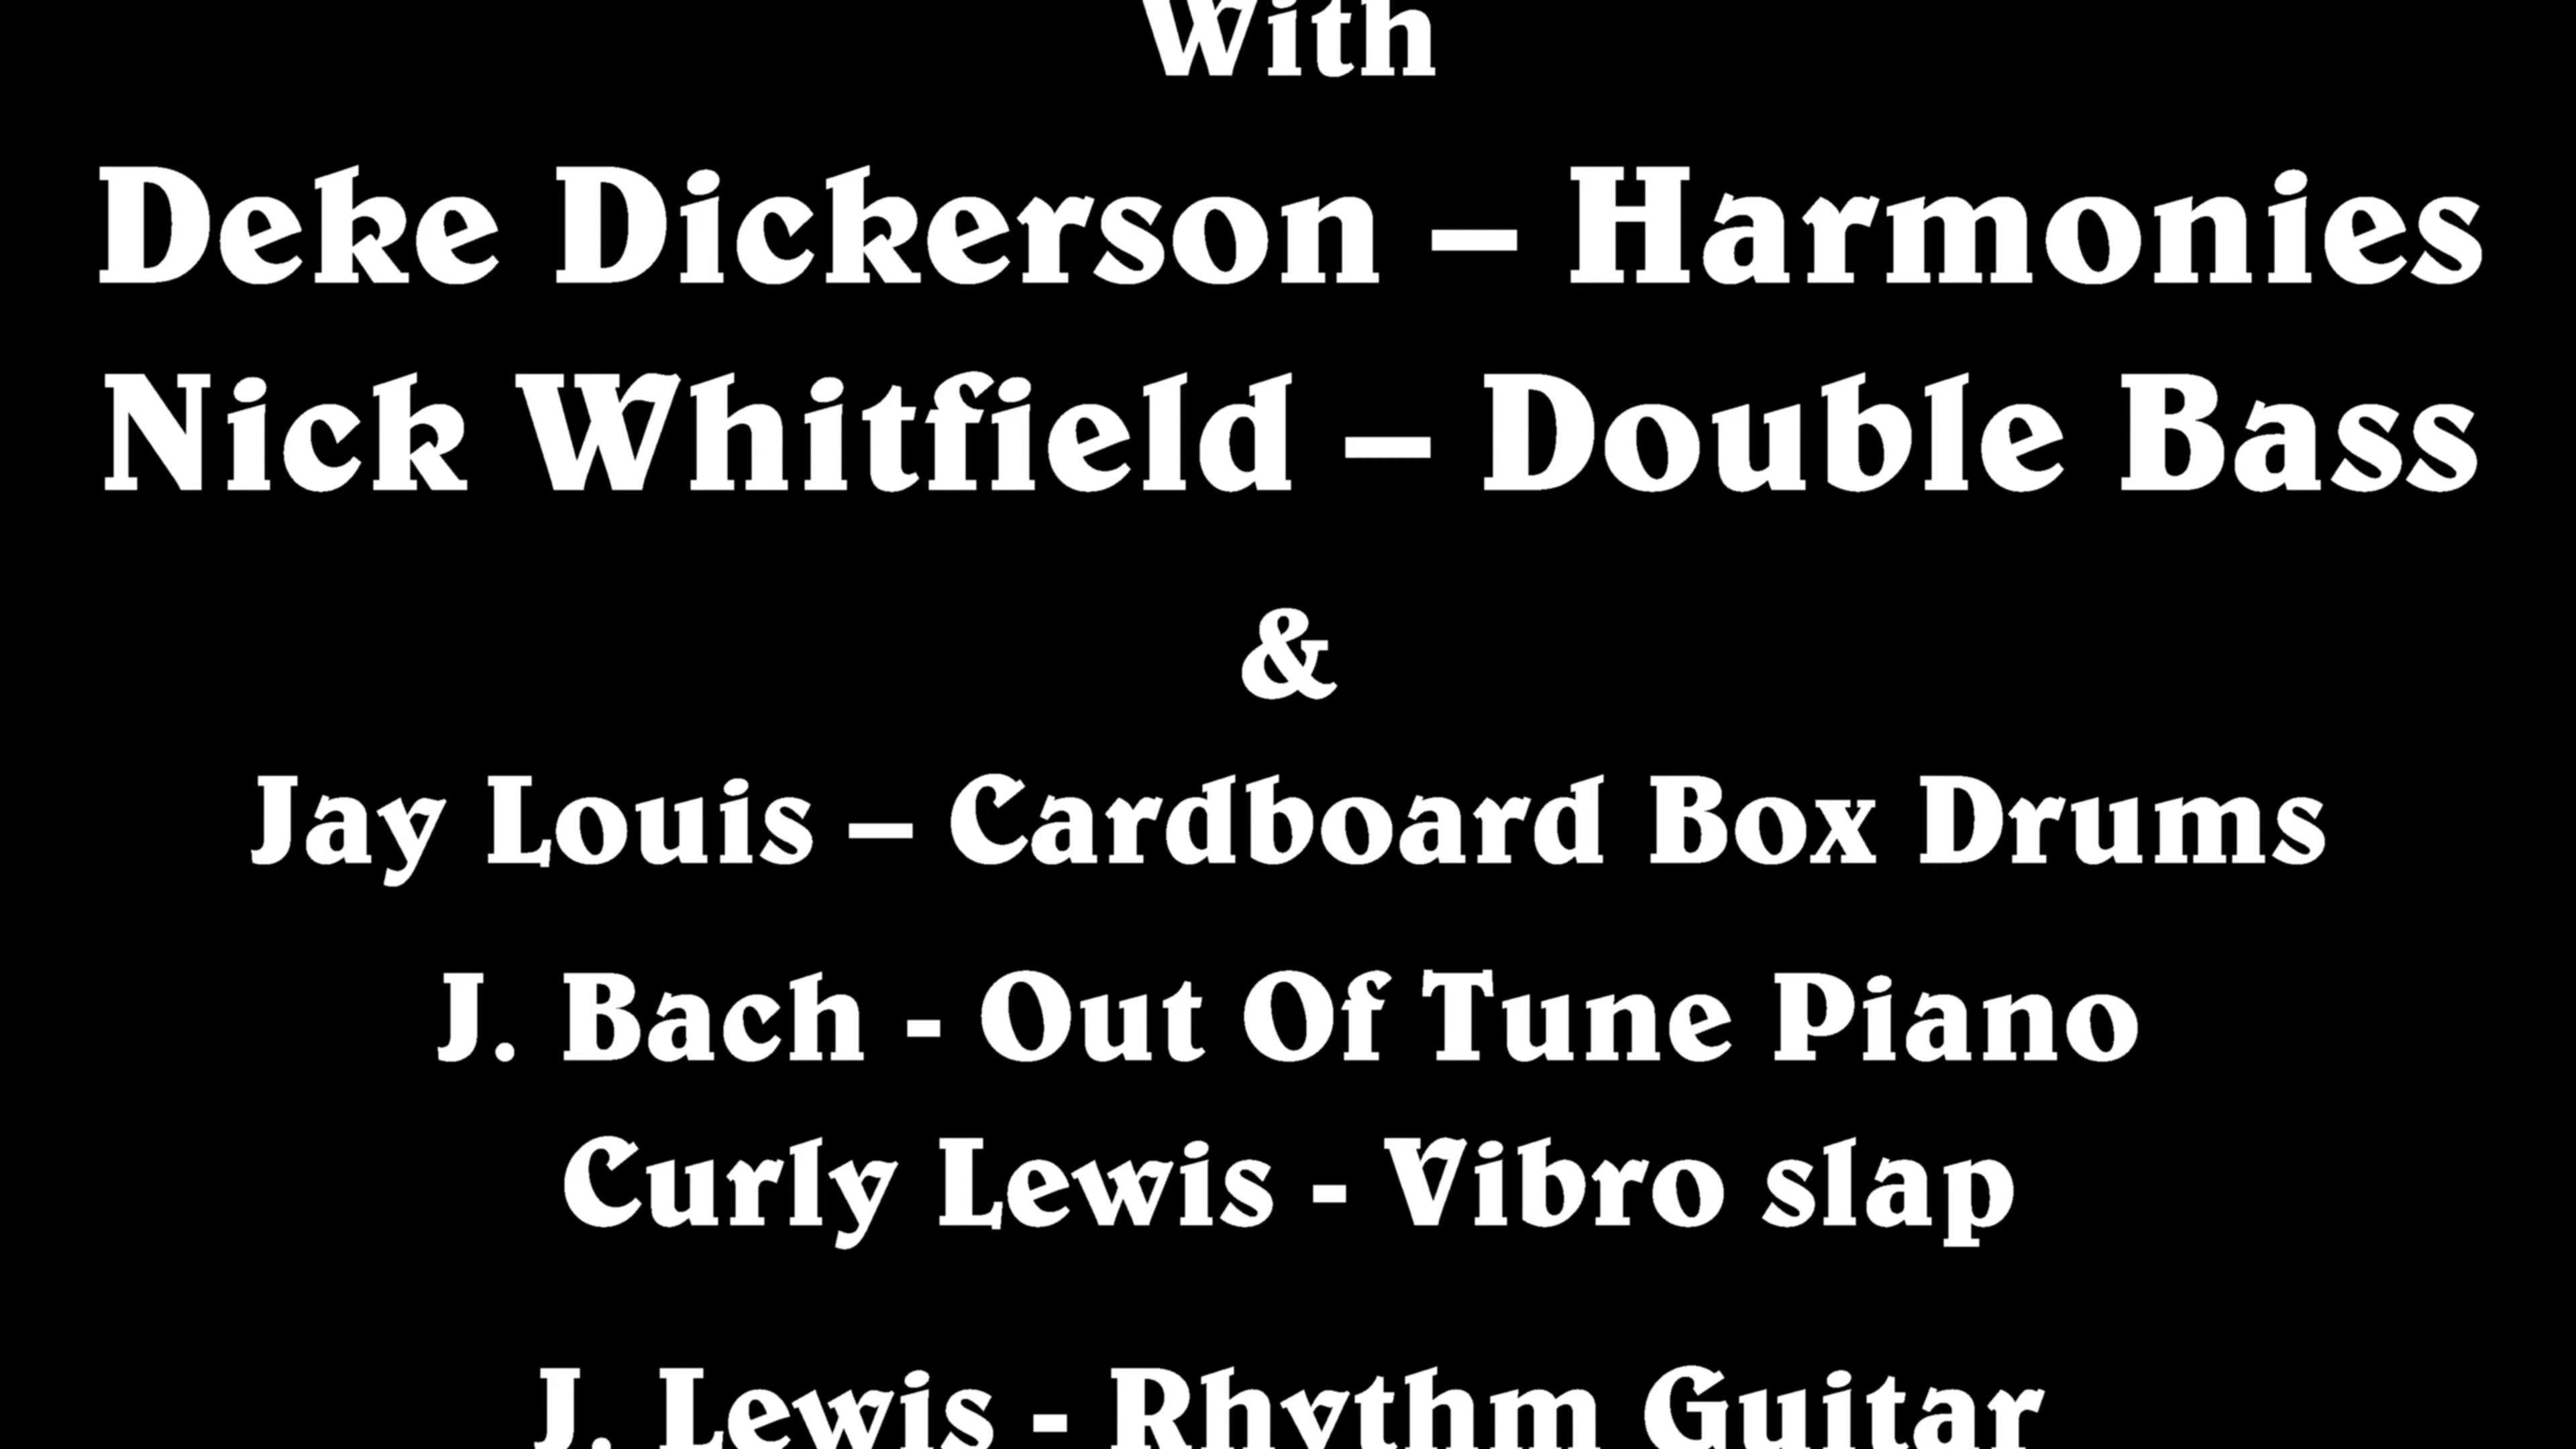 With
Deke Dickerson – Harmonies
Nick Whitfield – Double Bass
&
Jay Louis – Cardboard Box Drums
J. Bach - Out Of Tune Piano
Curly Lewis - Vibro slap
J. Lewis - Rhythm Guitar